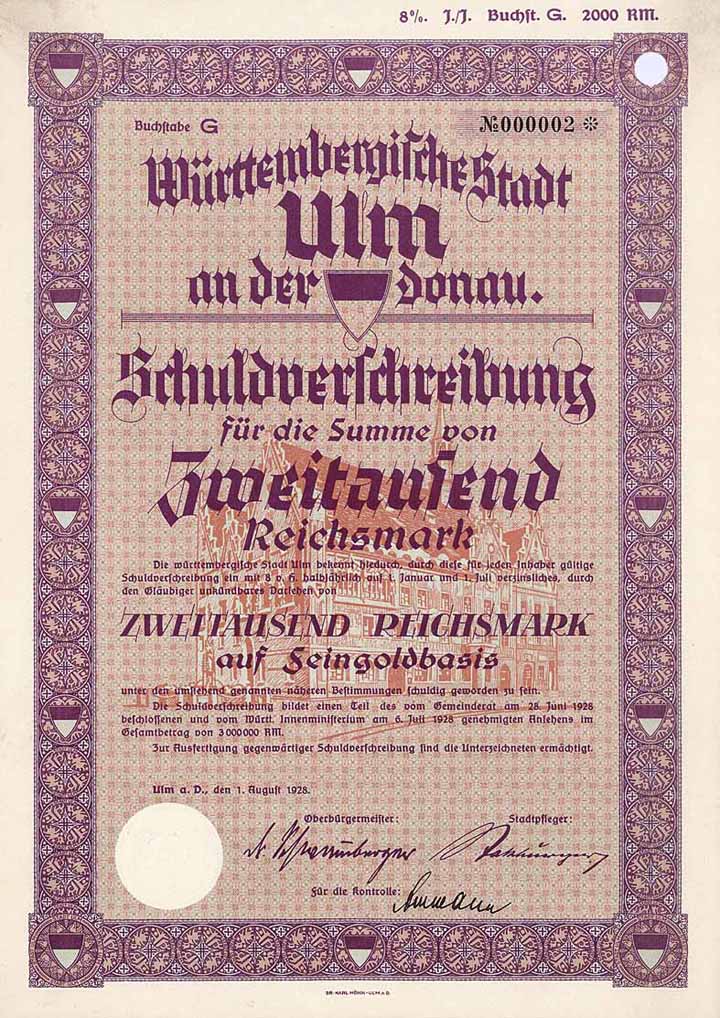 8%. J./J. Buchst. G. 2000 RM.
Buchstabe G
№000002 ※
Württembergische Stadt
Ulm
an der Donau.
Schuldverschreibung
für die Summe von
Zweitausend
Reichsmark
Die württembergische Stadt Ulm bekennt hiedurch, durch diese für jeden Inhaber gültige
Schuldverschreibung ein mit 8 v. H. halbjährlich auf 1. Januar und 1. Juli verzinsliches, durch
den Gläubiger unkündbares Darlehen von
ZWEITAUSEND REICHSMARK
auf Feingoldbasis
unter den umstehend genannten näheren Bestimmungen schuldig geworden zu sein.
Die Schuldverschreibung bildet einen Teil des vom Gemeinderat am 28. Juni 1928
beschlossenen und vom Württ. Innenministerium am 6. Juli 1928 genehmigten Anlehens im
Gesamtbetrag von 3000000 RM.
Zur Ausfertigung gegenwärtiger Schuldverschreibung sind die Unterzeichneten ermächtigt.
Ulm a. D., den 1. August 1928.
Oberbürgermeister:
Stadtpfleger:
Für die Kontrolle:
DR. KARL HÖHN - ULM A.D.